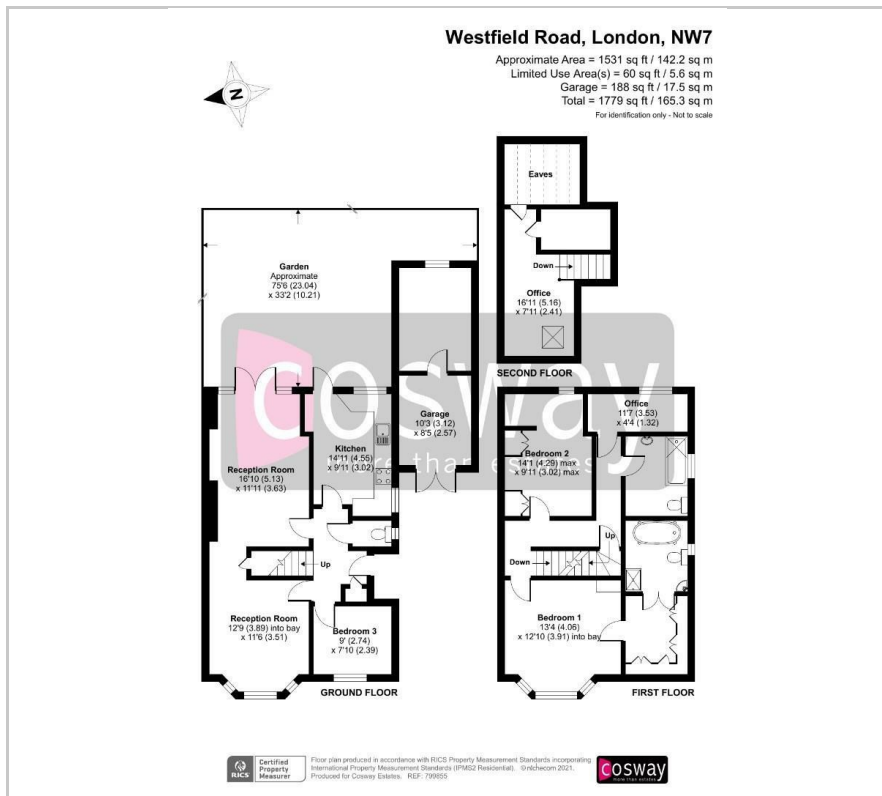 Westfield Road, London, NW7
Approximate Area = 1531 sq ft / 142.2 sq m
Limited Use Area(s) = 60 sq ft / 5.6 sq m
Garage = 188 sq ft / 17.5 sq m
Total = 1779 sq ft / 165.3 sq m
For identification only - Not to scale
N
Eaves
Down
Office
16'11 (5.16)
x 7'11 (2.41)
SECOND FLOOR
Garden
Approximate
75'6 (23.04)
x 33'2 (10.21)
Garage
10'3 (3.12)
x 8'5 (2.57)
Kitchen
14'11 (4.55)
x 9'11 (3.02)
Reception Room
16'10 (5.13)
x 11'11 (3.63)
Up
Reception Room
12'9 (3.89) into bay
x 11'6 (3.51)
Bedroom 3
9' (2.74)
x 7'10 (2.39)
GROUND FLOOR
Office
11'7 (3.53)
x 4'4 (1.32)
Bedroom 2
14'1 (4.29) max
x 9'11 (3.02) max
Up
Down
Bedroom 1
13'4 (4.06)
x 12'10 (3.91) into bay
FIRST FLOOR
cosway
more than estates
RICS
Certified
Property
Measurer
Floor plan produced in accordance with RICS Property Measurement Standards incorporating
International Property Measurement Standards (IPMS2 Residential). © nichecom 2021.
Produced for Cosway Estates. REF: 799855
cosway
more than estates